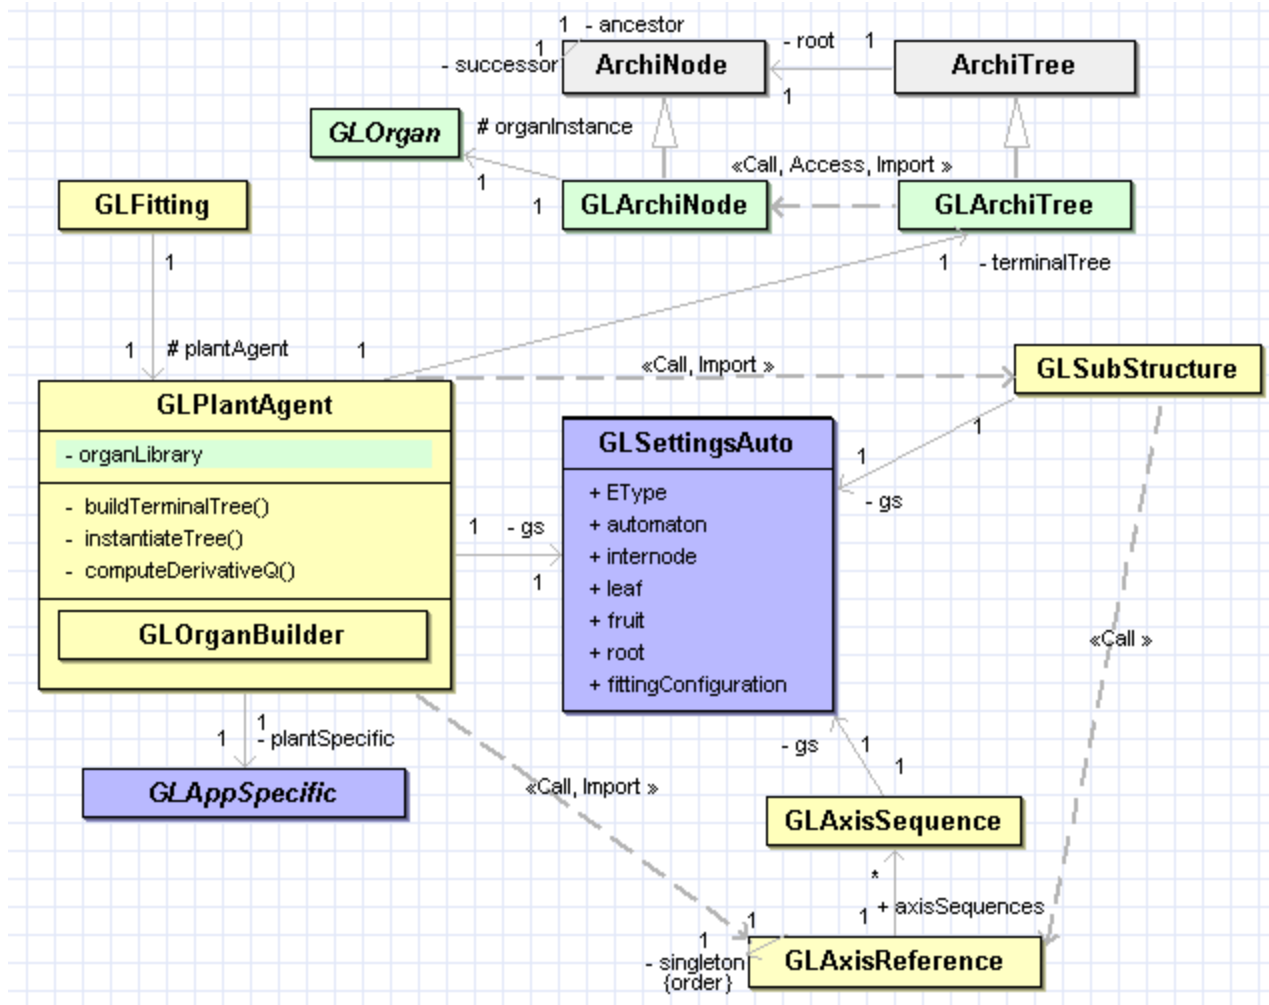 1 - ancestor
1
- successor
ArchiNode
- root 1
1
ArchiTree
GLOrgan
# organInstance
1
1
«Call, Access, Import »
GLFitting
GLArchiNode
GLArchiTree
1
1 - terminalTree
1 # plantAgent
1
«Call, Import »
GLSubStructure
GLPlantAgent
- organLibrary
- buildTerminalTree()
- instantiateTree()
- computeDerivativeQ()
GLOrganBuilder
1 - gs
1
GLSettingsAuto
+ EType
+ automaton
+ internode
+ leaf
+ fruit
+ root
+ fittingConfiguration
1
1
- gs
«Call »
1
1
- plantSpecific
GLAppSpecific
«Call, Import »
- gs 1
1
GLAxisSequence
*
1 + axisSequences
1
1
- singleton
{order}
GLAxisReference